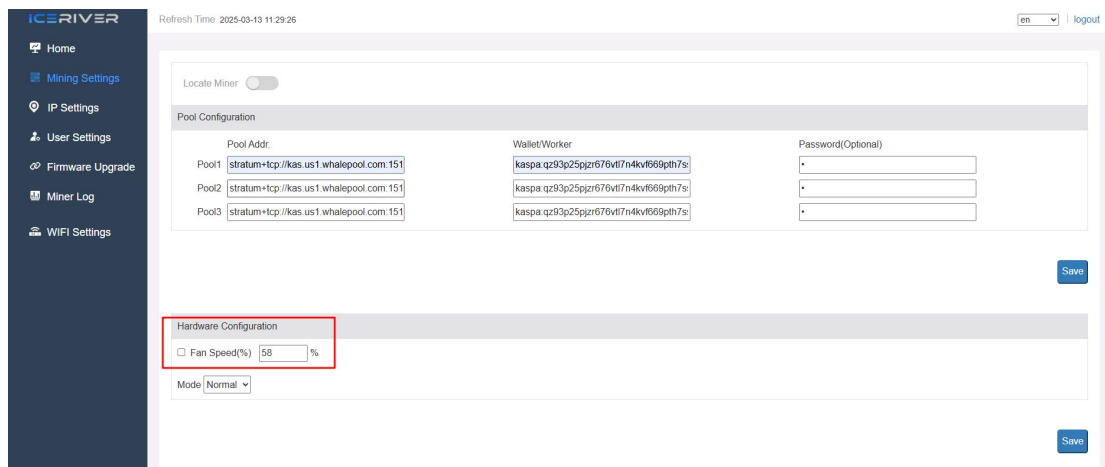 ICERIVER
Refresh Time 2025-03-13 11:29:26
en
logout
Home
Mining Settings
IP Settings
User Settings
Firmware Upgrade
Miner Log
WIFI Settings
Locate Miner
Pool Configuration
Pool Addr. Wallet/Worker Password(Optional)
Pool1 stratum+tcp://kas.us1.whalepool.com:151 kaspa:qz93p25pjzr676vtl7n4kvf669pth7s: •
Pool2 stratum+tcp://kas.us1.whalepool.com:151 kaspa:qz93p25pjzr676vtl7n4kvf669pth7s: •
Pool3 stratum+tcp://kas.us1.whalepool.com:151 kaspa:qz93p25pjzr676vtl7n4kvf669pth7s: •
Save
Hardware Configuration
Fan Speed(%) 58 %
Mode Normal
Save